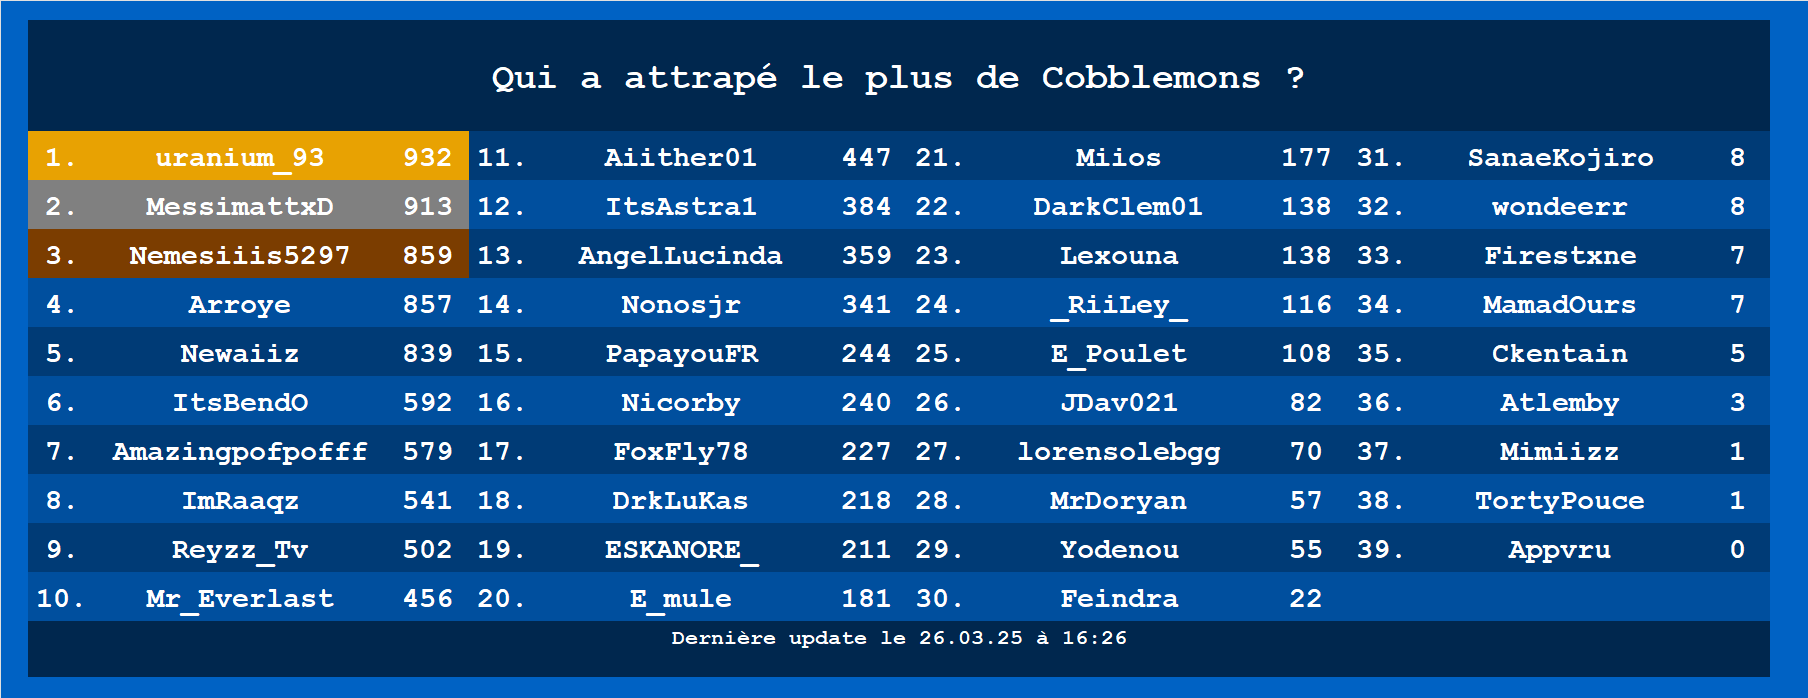 Qui a attrapé le plus de Cobblemons ?
1. uranium_93 932 11. Aiither01 447 21. Miios 177 31. SanaeKojiro 8
2. MessimattxD 913 12. ItsAstra1 384 22. DarkClem01 138 32. wondeerr 8
3. Nemesiiis5297 859 13. AngelLucinda 359 23. Lexouna 138 33. Firestxne 7
4. Arroye 857 14. Nonosjr 341 24. _RiiLey_ 116 34. MamadOurs 7
5. Newaiiz 839 15. PapayouFR 244 25. E_Poulet 108 35. Ckentain 5
6. ItsBendO 592 16. Nicorby 240 26. JDav021 82 36. Atlemby 3
7. Amazingpofpofff 579 17. FoxFly78 227 27. lorensolebgg 70 37. Mimiizz 1
8. ImRaaqz 541 18. DrkLuKas 218 28. MrDoryan 57 38. TortyPouce 1
9. Reyzz_Tv 502 19. ESKANORE_ 211 29. Yodenou 55 39. Appvru 0
10. Mr_Everlast 456 20. E_mule 181 30. Feindra 22
Dernière update le 26.03.25 à 16:26